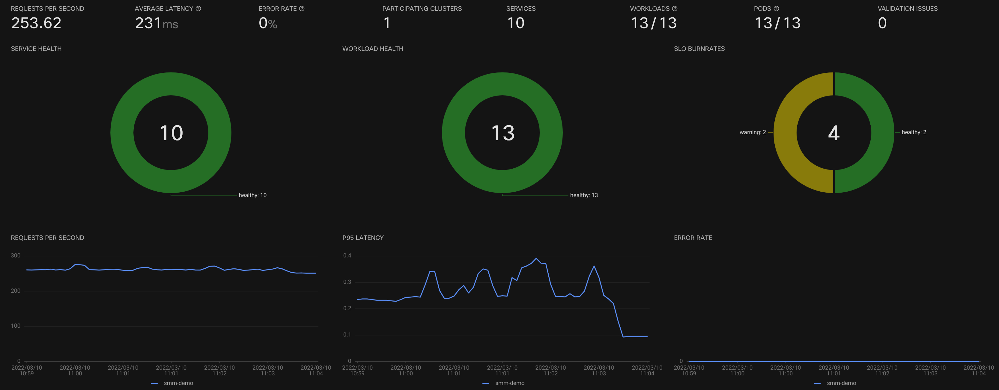 REQUESTS PER SECOND
253.62
AVERAGE LATENCY
231ms
ERROR RATE
0%
PARTICIPATING CLUSTERS
1
SERVICES
10
WORKLOADS
13/13
PODS
13/13
VALIDATION ISSUES
0
SERVICE HEALTH
10
healthy: 10
WORKLOAD HEALTH
13
healthy: 13
SLO BURNRATES
warning: 2
4
healthy: 2
REQUESTS PER SECOND
300
200
100
0
2022/03/10 2022/03/10 2022/03/10 2022/03/10 2022/03/10 2022/03/10 2022/03/10
10:59 11:00 11:01 11:01 11:02 11:03 11:04
smm-demo
P95 LATENCY
0.4
0.3
0.2
0.1
0
2022/03/10 2022/03/10 2022/03/10 2022/03/10 2022/03/10 2022/03/10 2022/03/10
10:59 11:00 11:01 11:01 11:02 11:03 11:04
smm-demo
ERROR RATE
0
2022/03/10 2022/03/10 2022/03/10 2022/03/10 2022/03/10 2022/03/10 2022/03/10
10:59 11:00 11:00 11:01 11:02 11:03 11:04
smm-demo